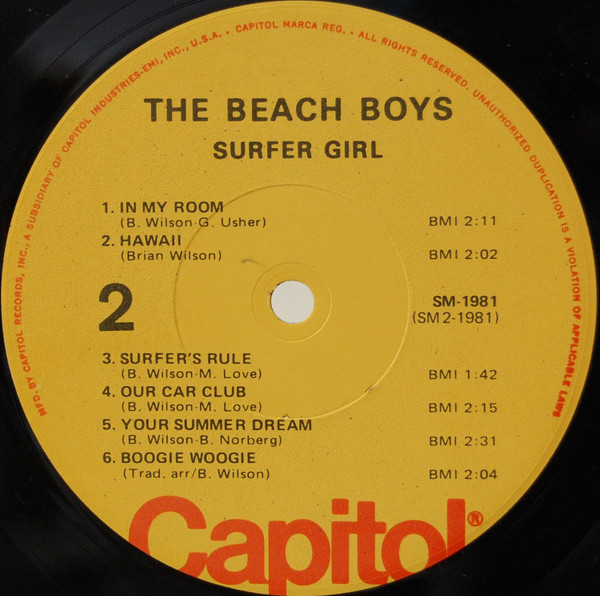 MFD. BY CAPITOL RECORDS, INC., A SUBSIDIARY OF CAPITOL INDUSTRIES-EMI, INC., U.S.A. • CAPITOL MARCA REG. • ALL RIGHTS RESERVED. UNAUTHORIZED DUPLICATION IS A VIOLATION OF APPLICABLE LAWS
THE BEACH BOYS
SURFER GIRL
1. IN MY ROOM
(B. Wilson-G. Usher) BMI 2:11
2. HAWAII
(Brian Wilson) BMI 2:02
2
SM-1981
(SM2-1981)
3. SURFER'S RULE
(B. Wilson-M. Love) BMI 1:42
4. OUR CAR CLUB
(B. Wilson-M. Love) BMI 2:15
5. YOUR SUMMER DREAM
(B. Wilson-B. Norberg) BMI 2:31
6. BOOGIE WOOGIE
(Trad. arr/B. Wilson) BMI 2:04
Capitol®